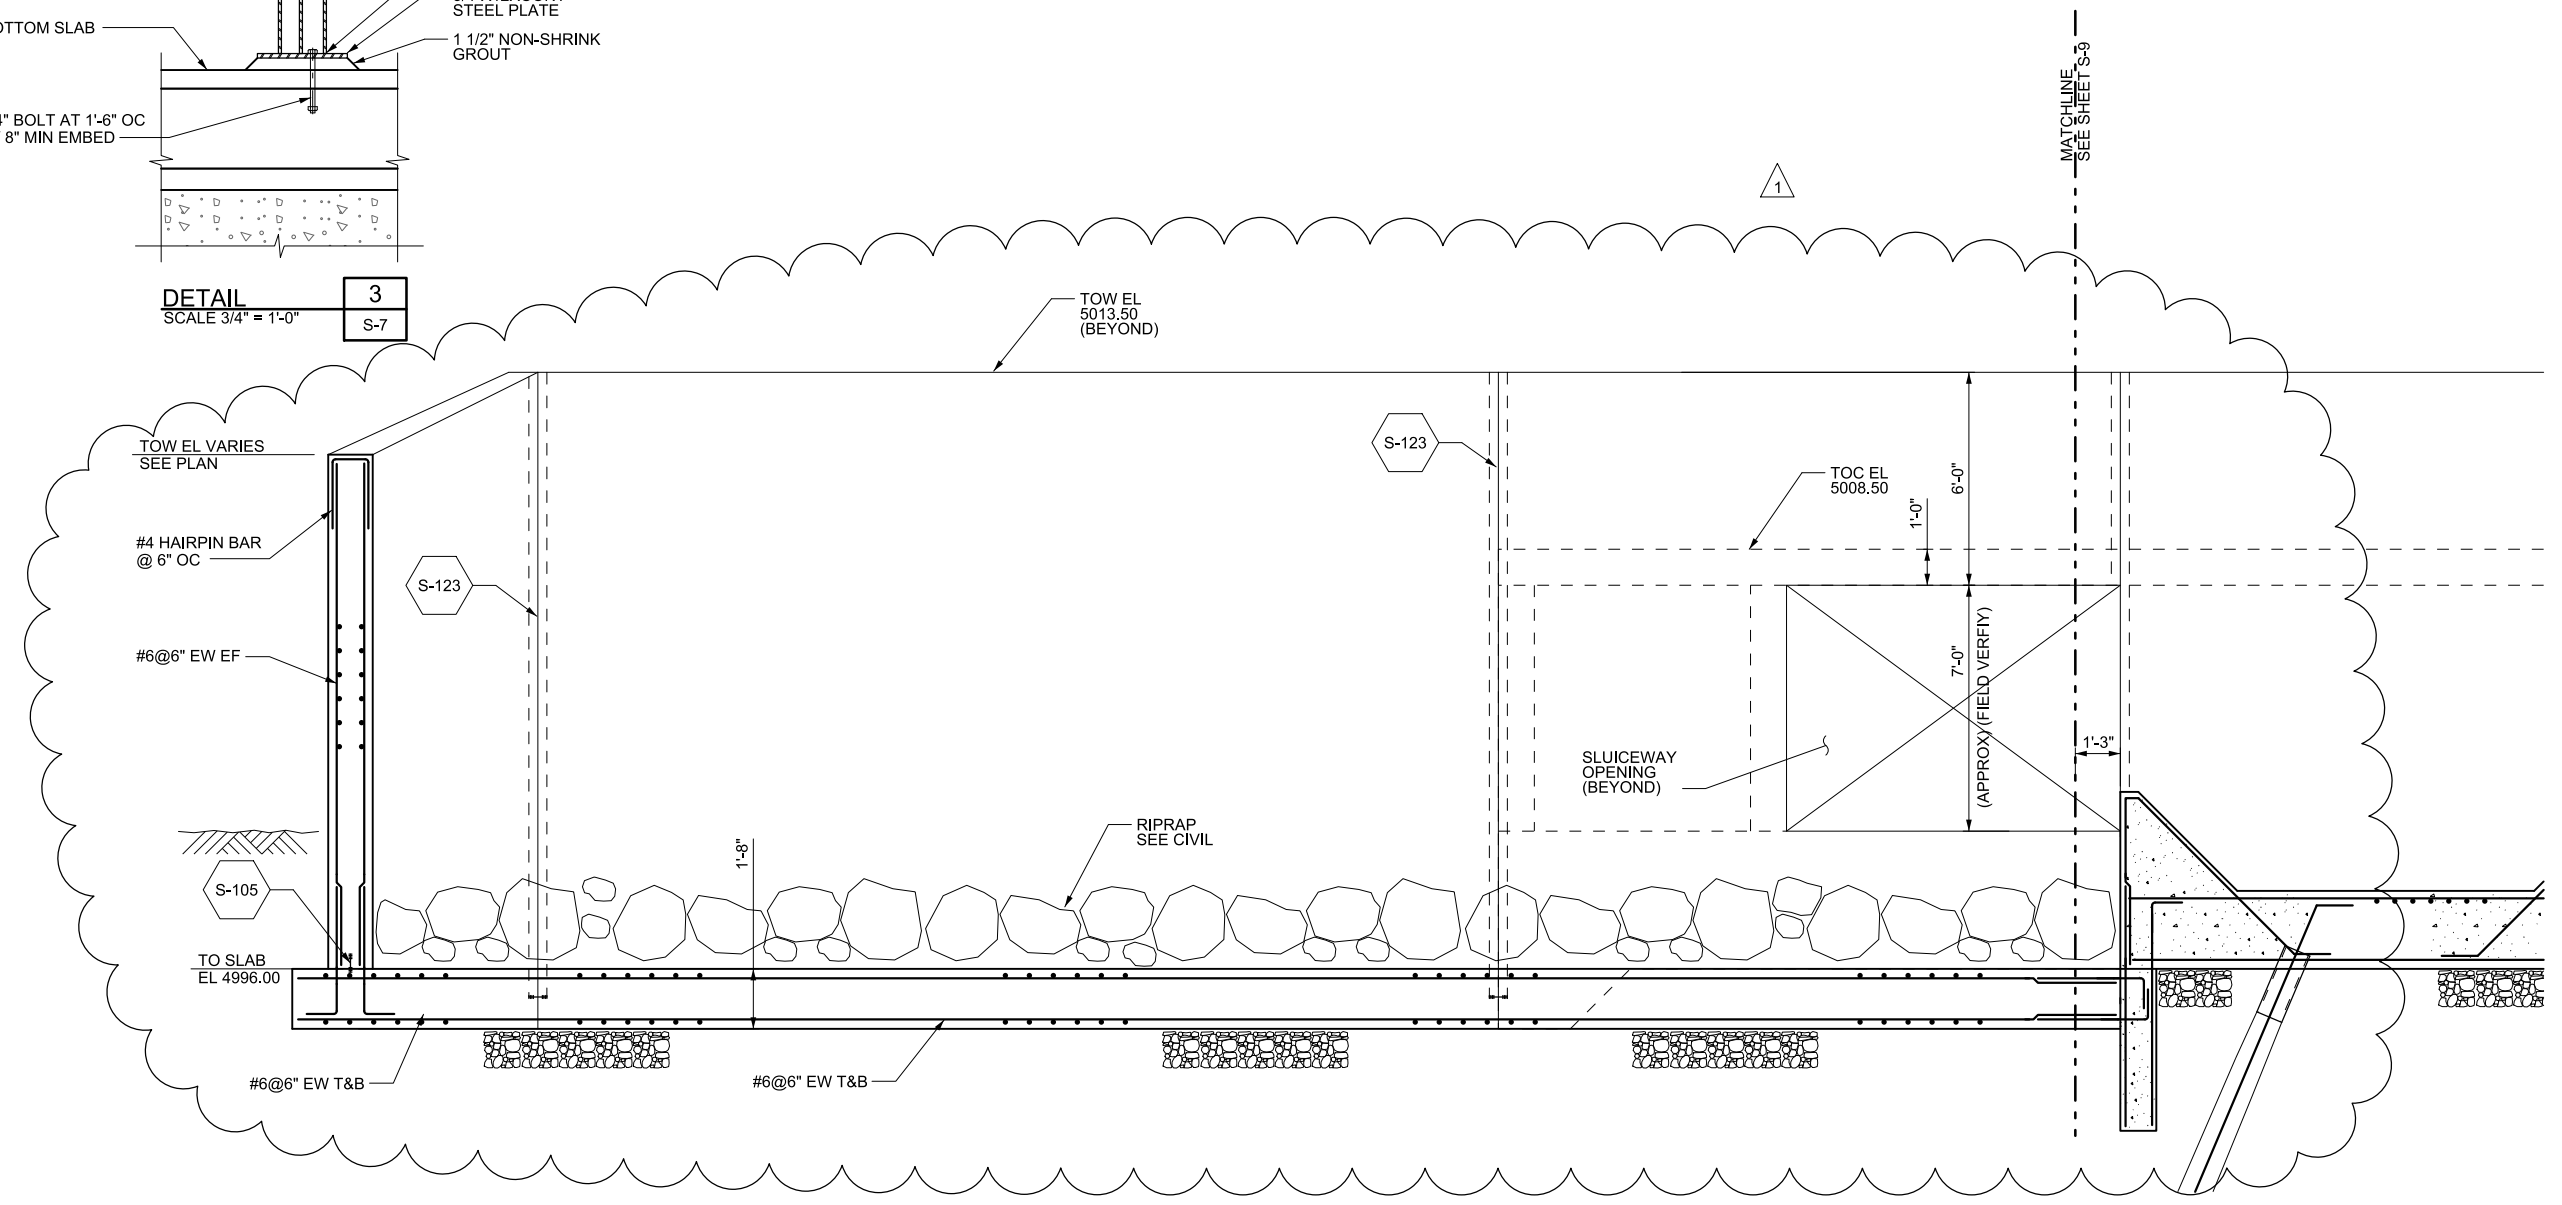 STEEL PLATE
BOTTOM SLAB
1 1/2" NON-SHRINK
GROUT
BOLT AT 1'-6" OC
8" MIN EMBED
DETAIL
SCALE 3/4" = 1'-0"
3
S-7
MATCHLINE
SEE SHEET S-9
1
TOW EL
5013.50
(BEYOND)
TOW EL VARIES
SEE PLAN
S-123
TOC EL
5008.50
6'-0"
1'-0"
#4 HAIRPIN BAR
@ 6" OC
S-123
#6@6" EW EF
7'-0"
(APPROX)(FIELD VERFIY)
1'-3"
SLUICEWAY
OPENING
(BEYOND)
RIPRAP
SEE CIVIL
1'-8"
S-105
TO SLAB
EL 4996.00
#6@6" EW T&B
#6@6" EW T&B